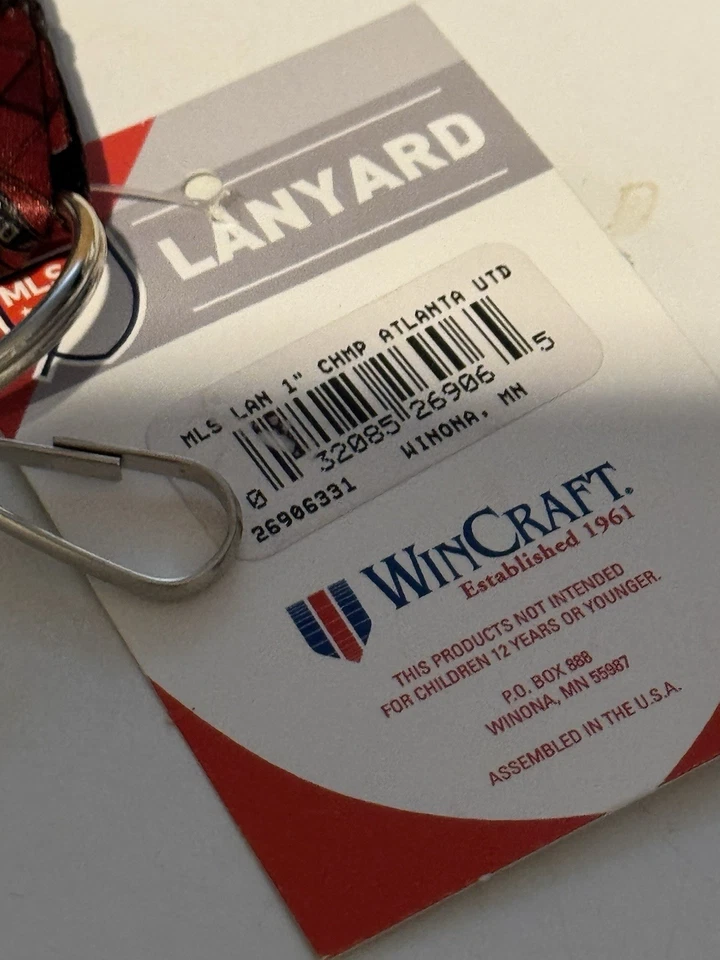 LANYARD
MLS
MLS LAN 1" CHMP ATLANTA UTD
0 32085 26906 5
26906331 WINONA, MN
WINCRAFT.
Established 1961
THIS PRODUCTS NOT INTENDED
FOR CHILDREN 12 YEARS OR YOUNGER.
P.O. BOX 888
WINONA, MN 55987
ASSEMBLED IN THE U.S.A.